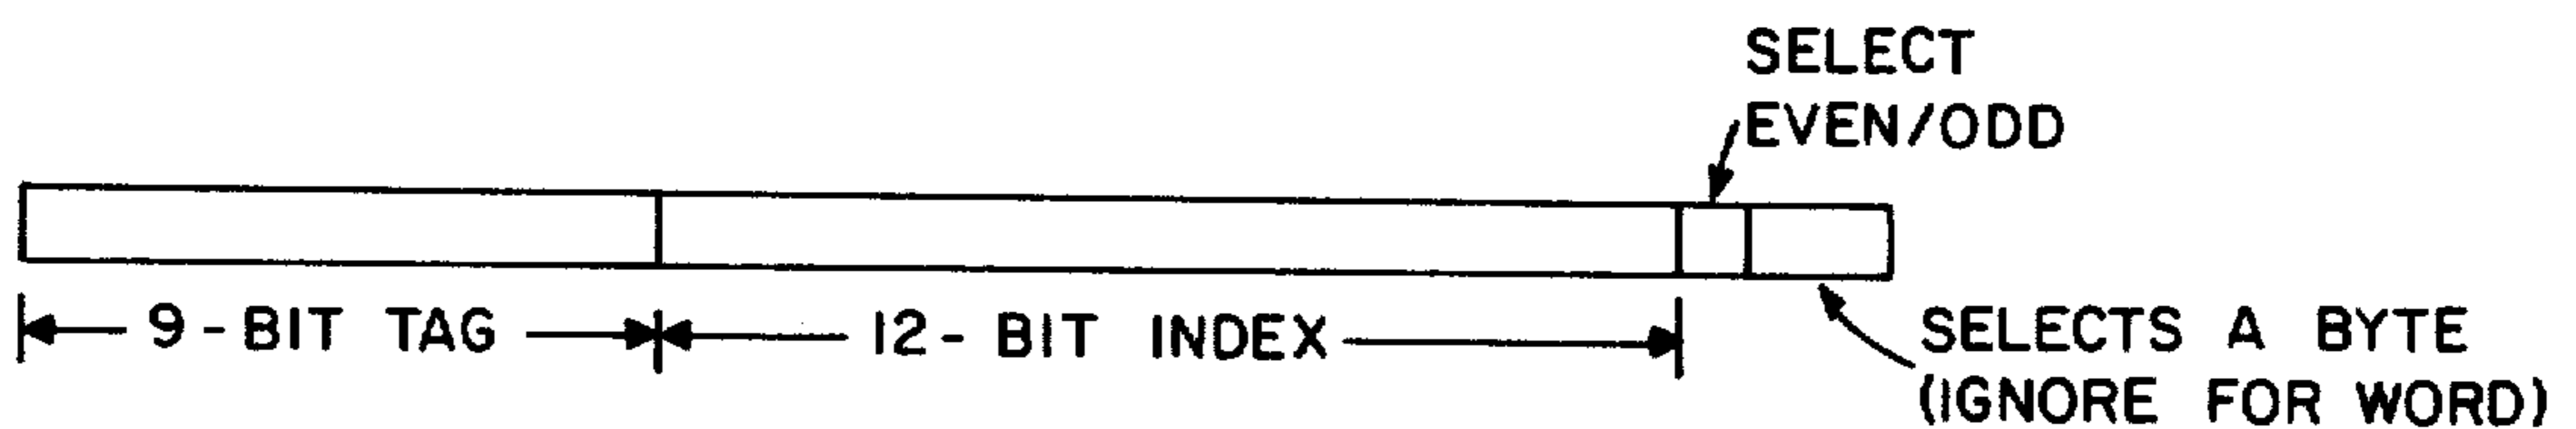 SELECT
EVEN/ODD
9-BIT TAG
12-BIT INDEX
SELECTS A BYTE
(IGNORE FOR WORD)